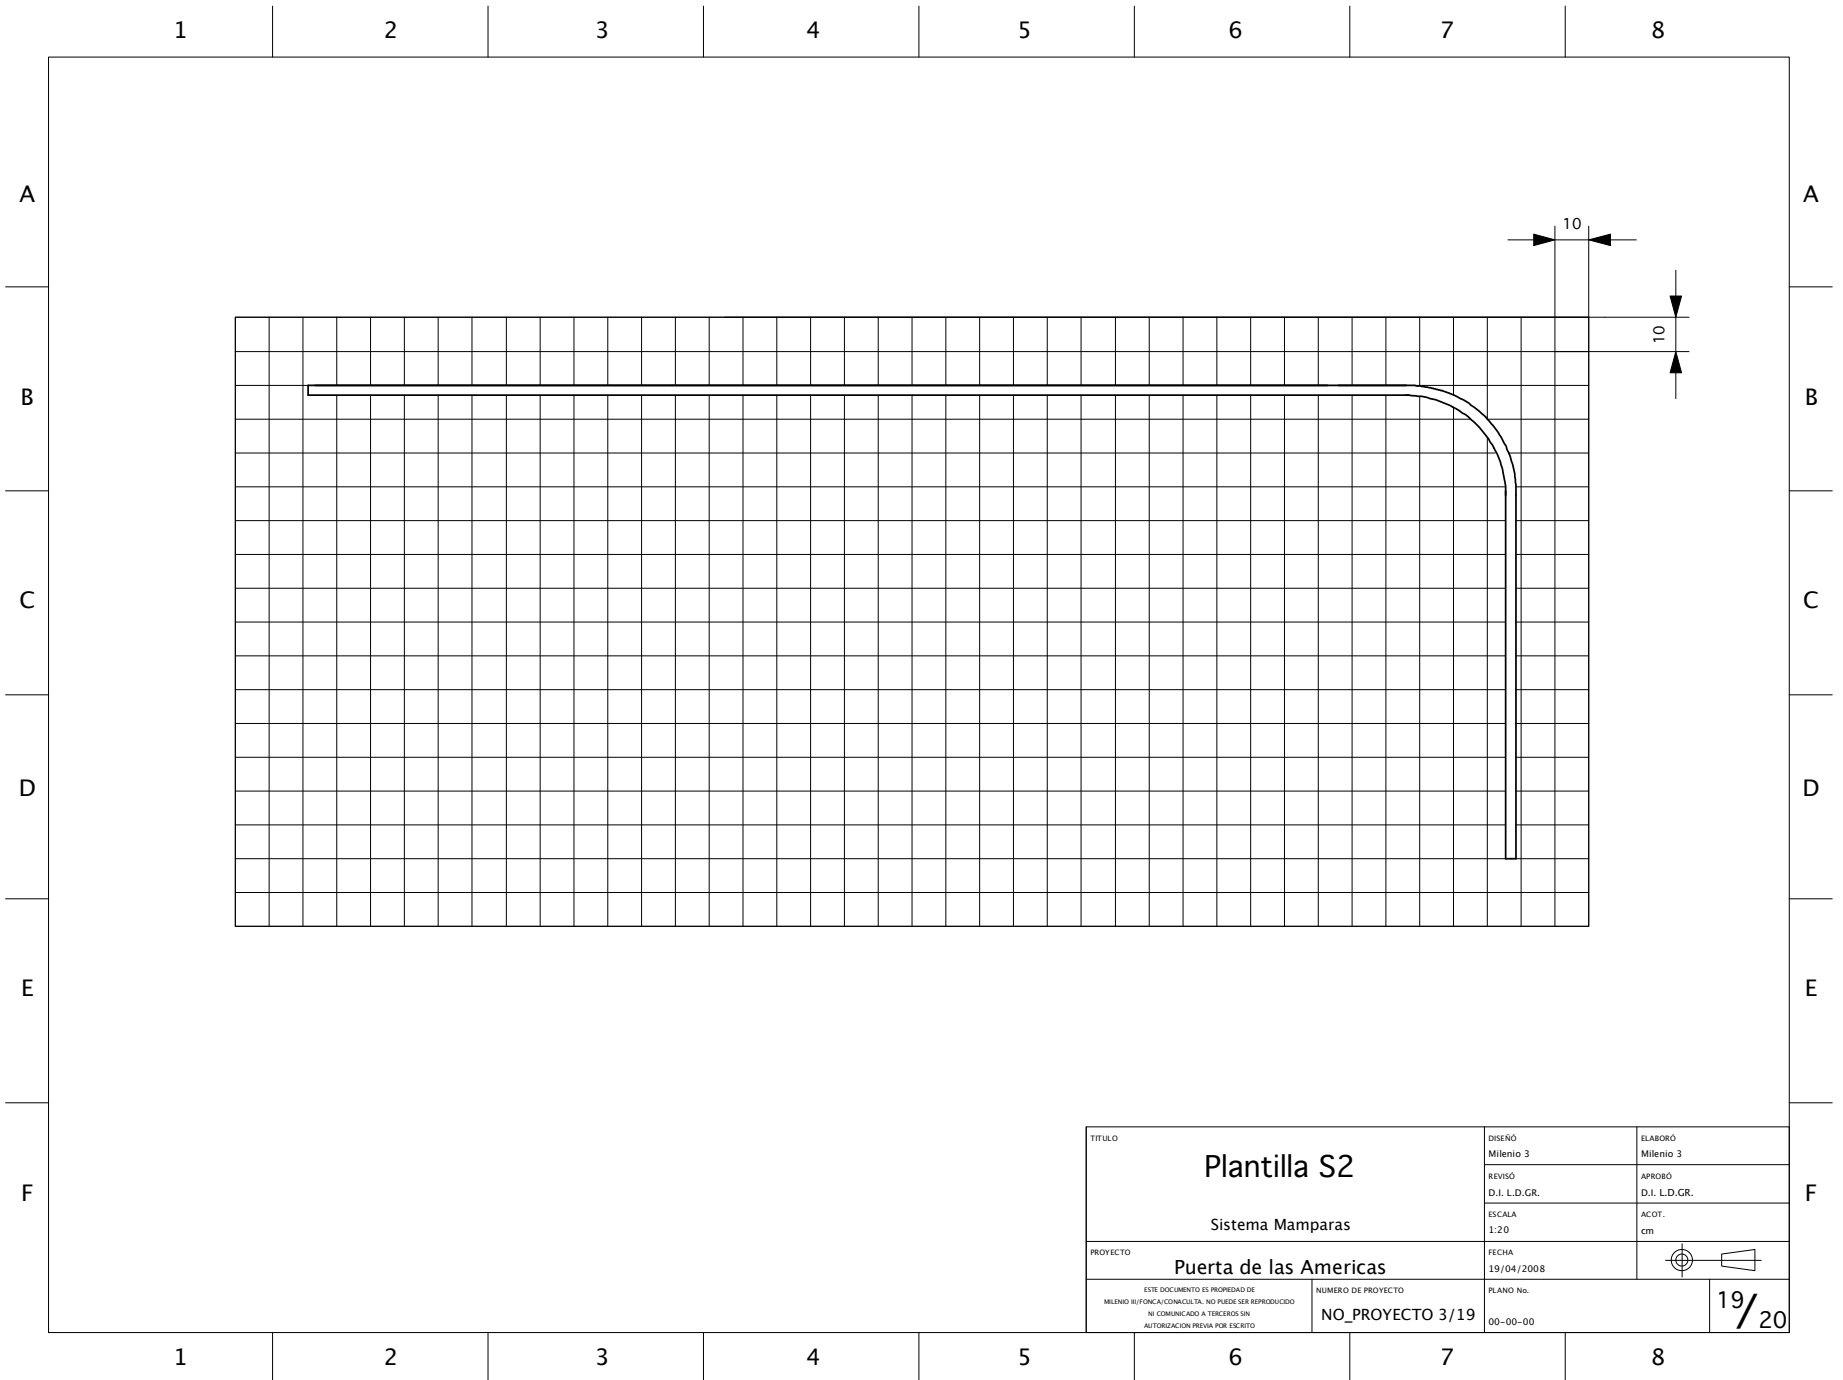 1 2 3 4 5 6 7 8
A A
10
10
B B
C C
D D
E E
F F
TITULO
Plantilla S2
Sistema Mamparas
DISEÑÓ
Milenio 3
ELABORÓ
Milenio 3
REVISÓ
D.I. L.D.GR.
APROBÓ
D.I. L.D.GR.
ESCALA
1:20
ACOT.
cm
PROYECTO
Puerta de las Americas
FECHA
19/04/2008
ESTE DOCUMENTO ES PROPIEDAD DE
MILENIO III/FONCA/CONACULTA. NO PUEDE SER REPRODUCIDO
NI COMUNICADO A TERCEROS SIN
AUTORIZACION PREVIA POR ESCRITO
NUMERO DE PROYECTO
NO_PROYECTO 3/19
PLANO No.
00-00-00
19/20
1 2 3 4 5 6 7 8